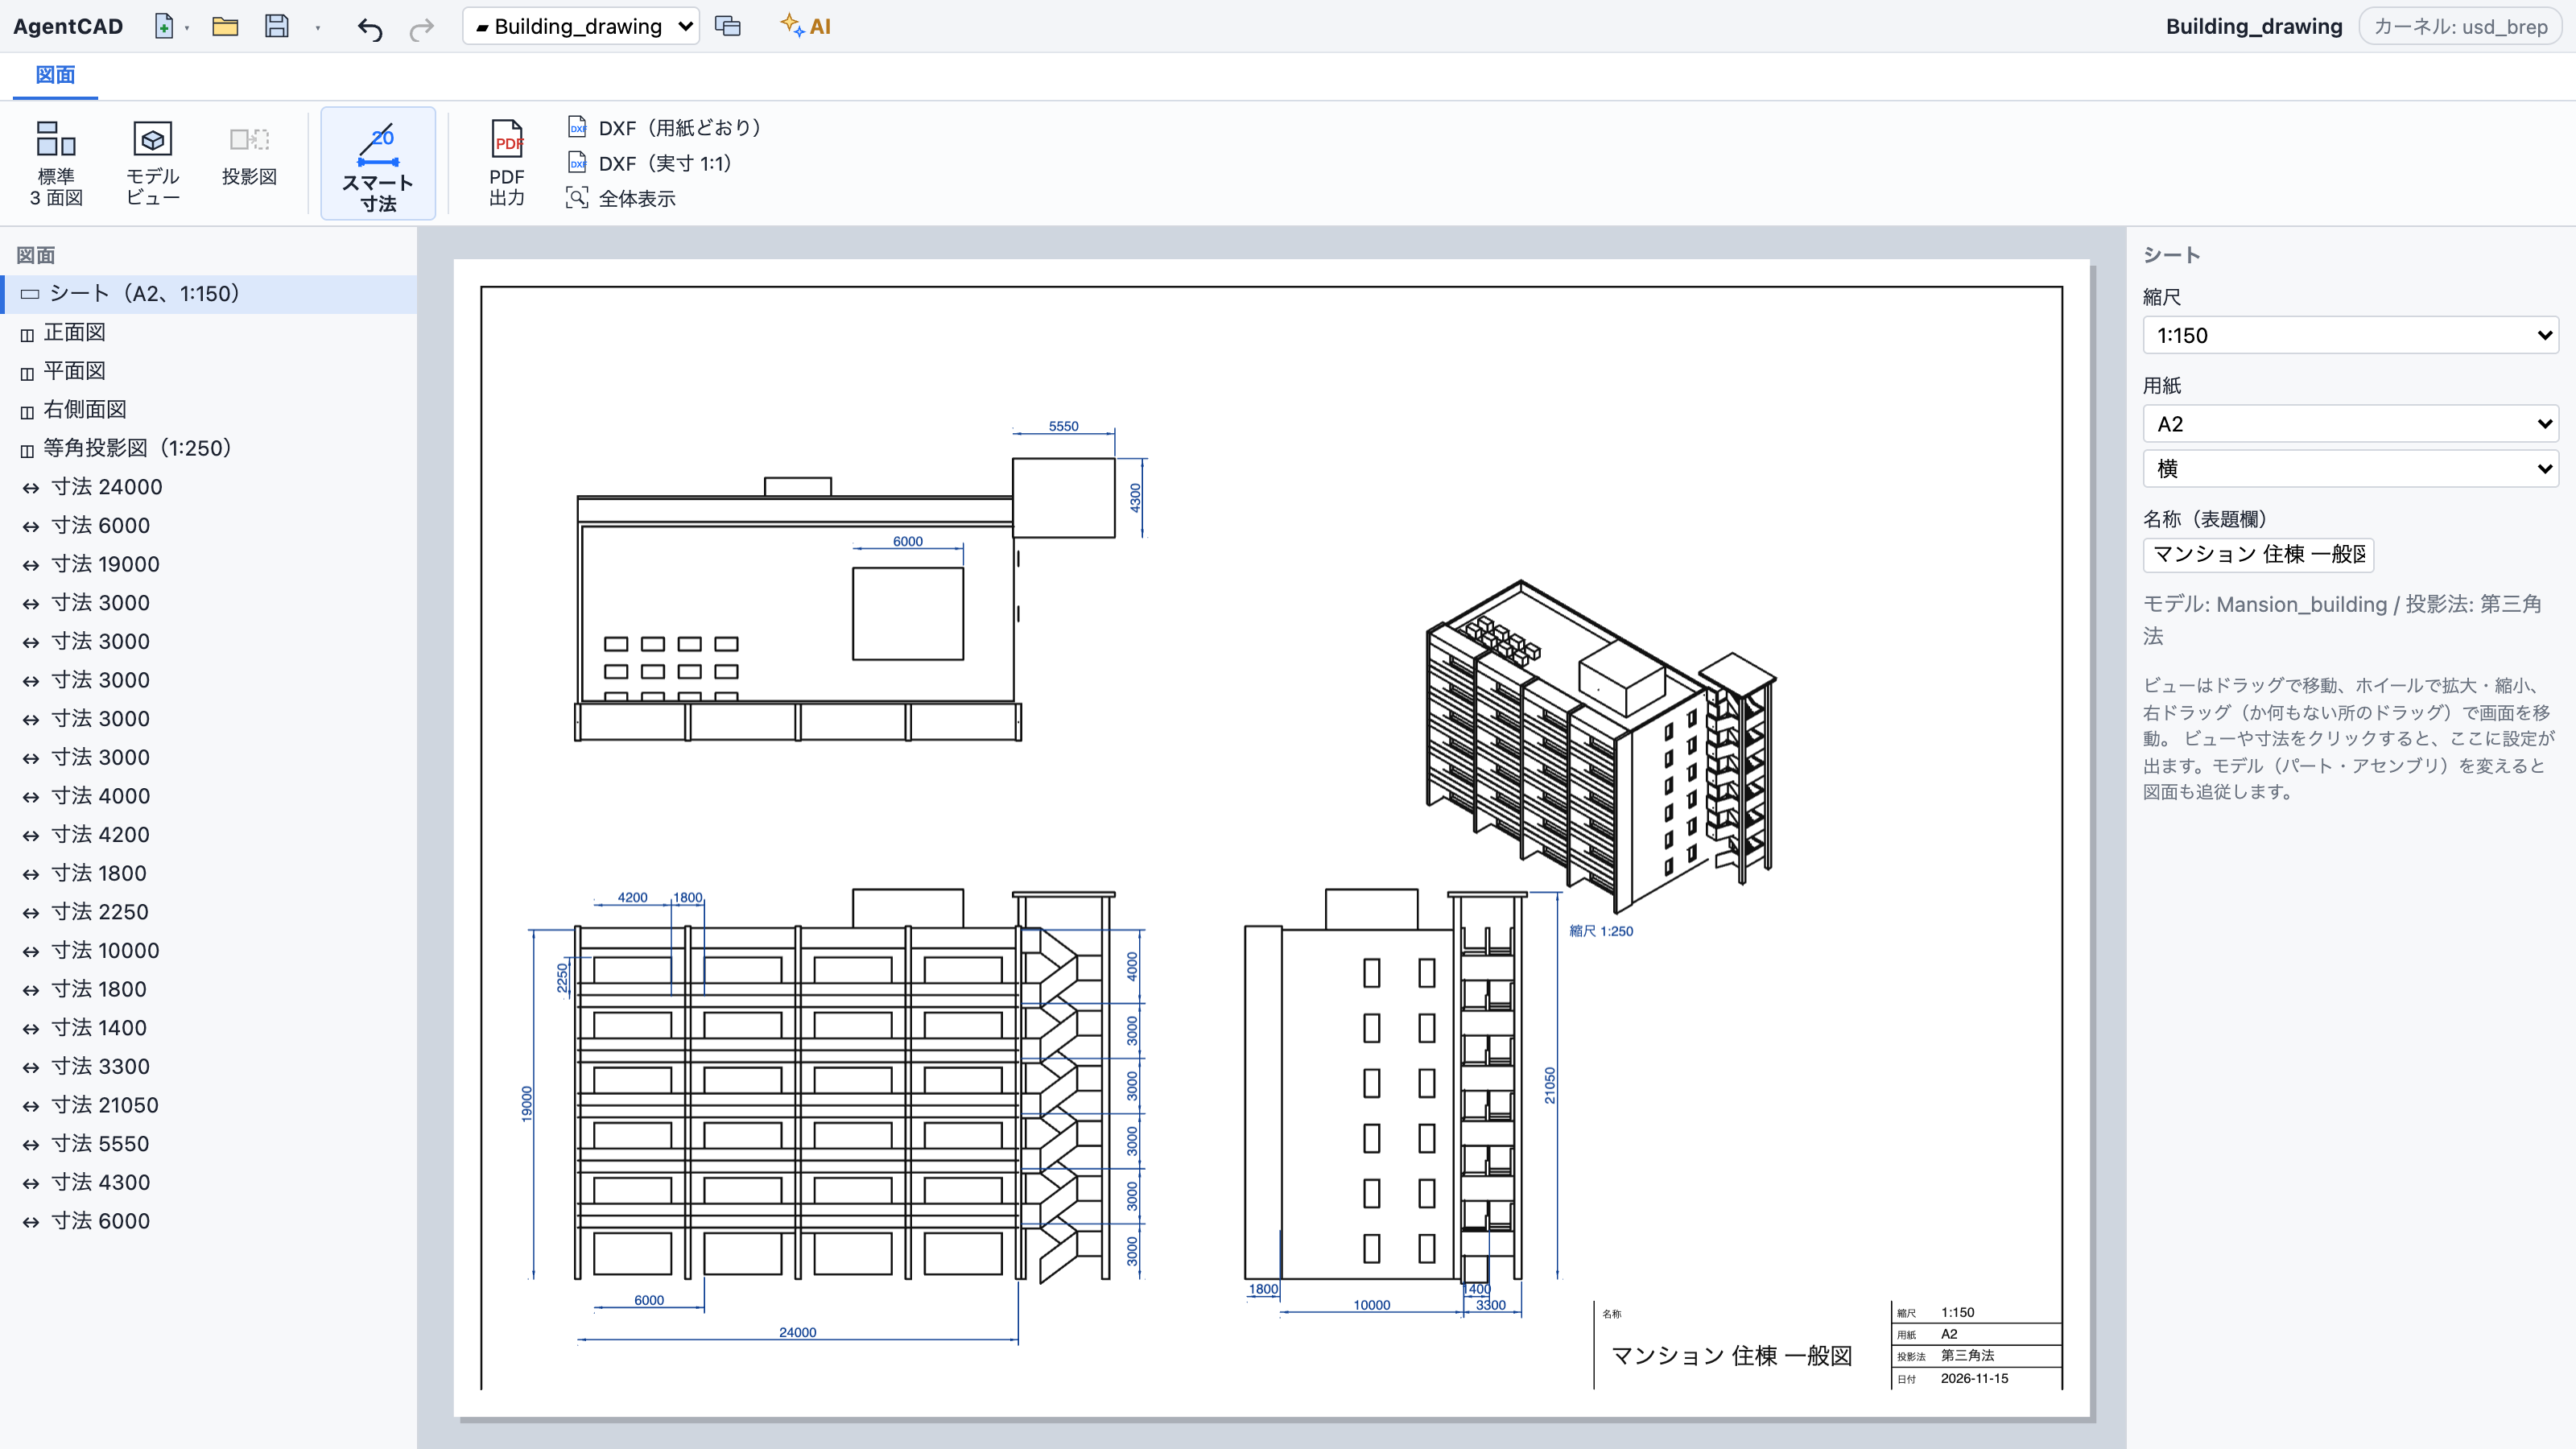 AgentCAD
Building_drawing
AI
Building_drawing
カーネル: usd_brep
図面
標準
3 面図
モデル
ビュー
投影図
20
スマート
寸法
PDF
PDF
出力
DXF
DXF（用紙どおり）
DXF
DXF（実寸 1:1）
全体表示
図面
シート（A2、1:150）
正面図
平面図
右側面図
等角投影図（1:250）
寸法 24000
寸法 6000
寸法 19000
寸法 3000
寸法 3000
寸法 3000
寸法 3000
寸法 3000
寸法 4000
寸法 4200
寸法 1800
寸法 2250
寸法 10000
寸法 1800
寸法 1400
寸法 3300
寸法 21050
寸法 5550
寸法 4300
寸法 6000
5550
4300
6000
縮尺 1:250
4200
1800
2250
19000
4000
3000
3000
3000
3000
3000
6000
24000
21050
1800
10000
1400
3300
名称
マンション 住棟 一般図
縮尺 1:150
用紙 A2
投影法 第三角法
日付 2026-11-15
シート
縮尺
1:150
用紙
A2
横
名称（表題欄）
マンション 住棟 一般図
モデル: Mansion_building / 投影法: 第三角
法
ビューはドラッグで移動、ホイールで拡大・縮小、
右ドラッグ（か何もない所のドラッグ）で画面を移
動。 ビューや寸法をクリックすると、ここに設定が
出ます。モデル（パート・アセンブリ）を変えると
図面も追従します。